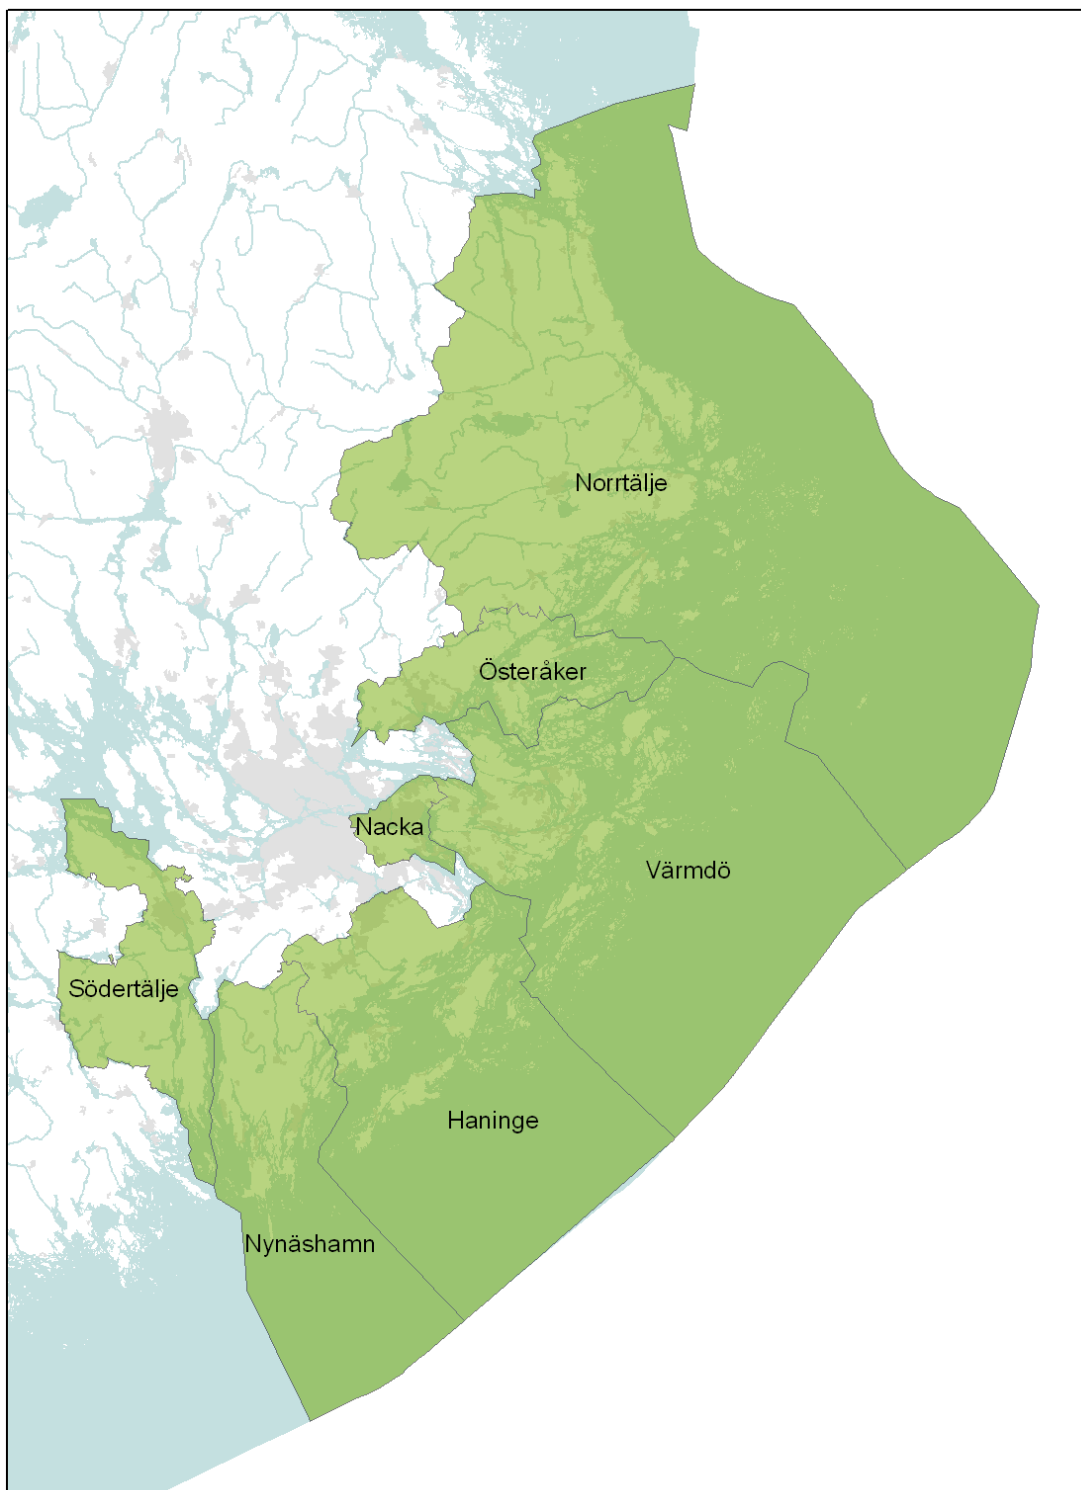 Norrtälje
Österåker
Nacka
Värmdö
Södertälje
Haninge
Nynäshamn